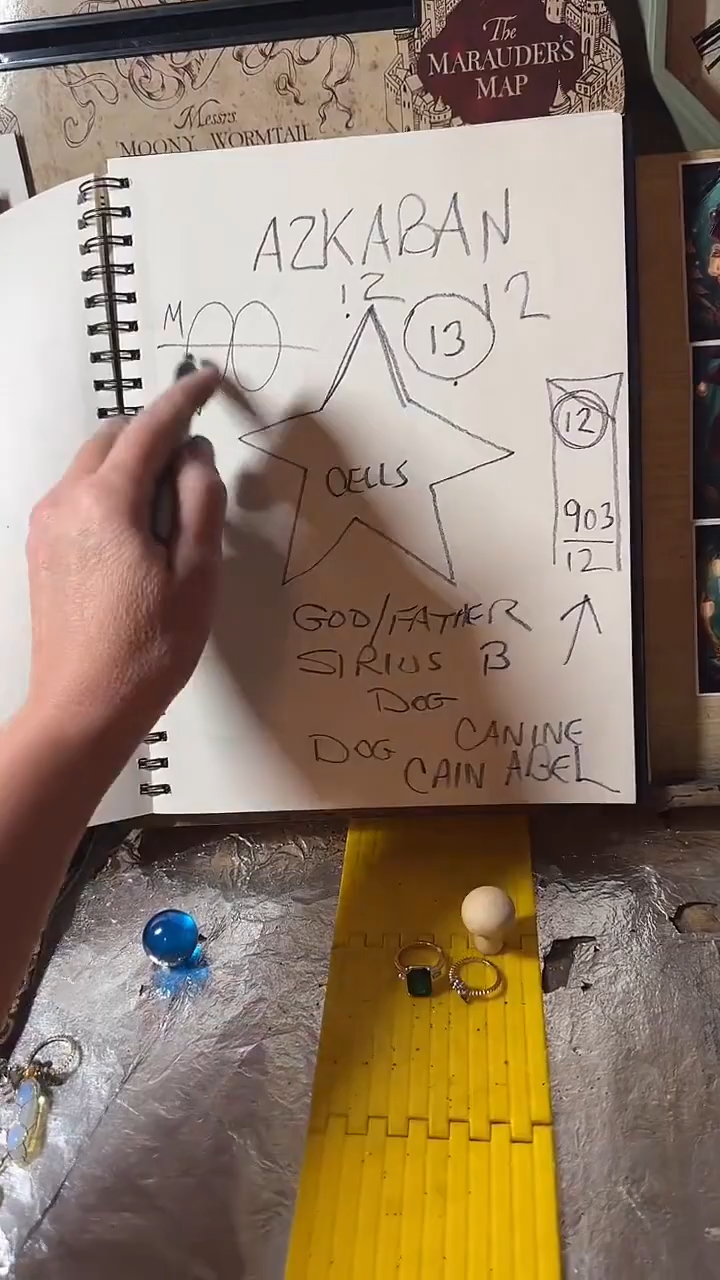 The
MARAUDER'S
MAP
Messrs
MOONY WORMTAIL
AZKABAN
M
12
13
12
12
CELLS
903
12
GOD/FATHER
SIRIUS B
DOG
DOG CANINE
CAIN ABEL